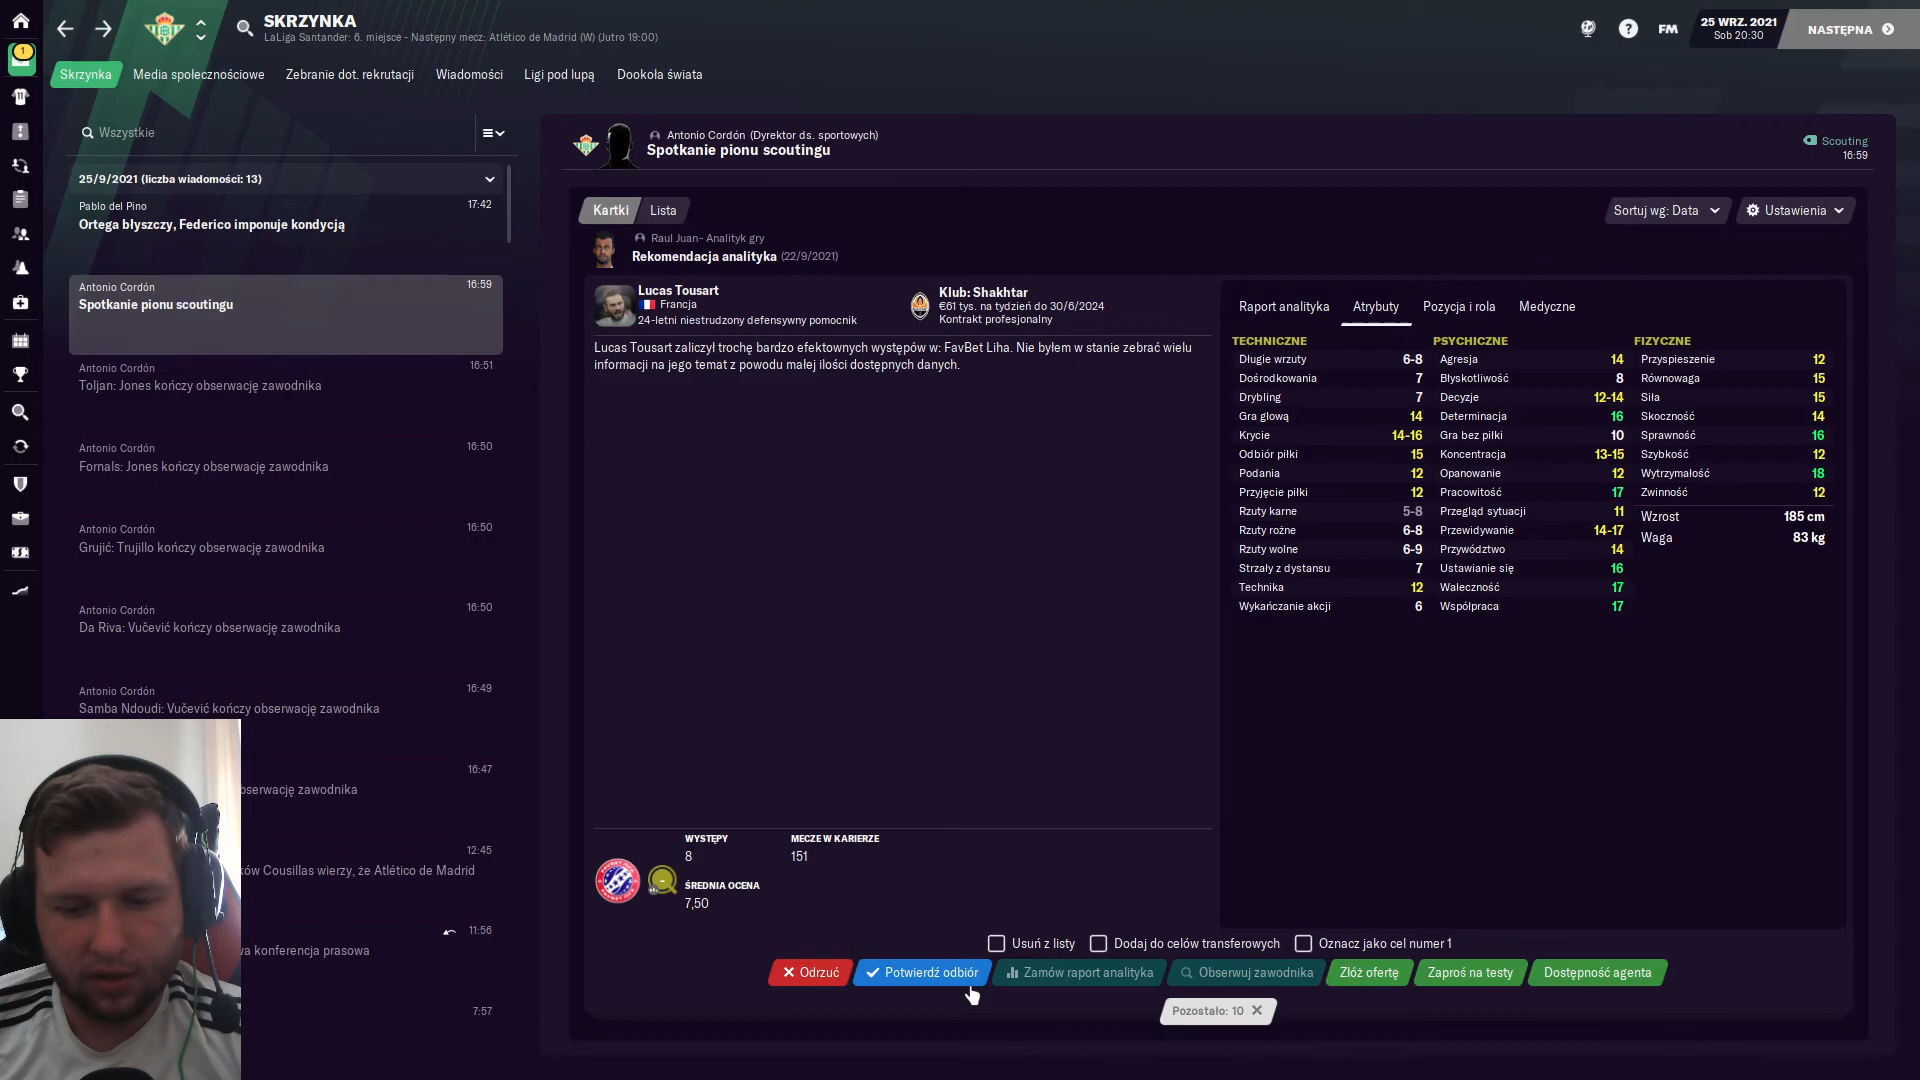 1
SKRZYNKA
LaLiga Santander: 6. miejsce - Następny mecz: Atlético de Madrid (W) (Jutro 19:00)
FM
25 WRZ. 2021
Sob 20:30
NASTĘPNA
Skrzynka
Media społecznościowe
Zebranie dot. rekrutacji
Wiadomości
Ligi pod lupą
Dookoła świata
Wszystkie
25/9/2021 (liczba wiadomości: 13)
Pablo del Pino
17:42
Ortega błyszczy, Federico imponuje kondycją
Antonio Cordón
16:59
Spotkanie pionu scoutingu
Antonio Cordón
16:51
Toljan: Jones kończy obserwację zawodnika
Antonio Cordón
16:50
Fornals: Jones kończy obserwację zawodnika
Antonio Cordón
16:50
Grujić: Trujillo kończy obserwację zawodnika
Antonio Cordón
16:50
Da Riva: Vučević kończy obserwację zawodnika
Antonio Cordón
16:49
Samba Ndoudi: Vučević kończy obserwację zawodnika
16:47
bserwację zawodnika
12:45
ków Cousillas wierzy, że Atlético de Madrid
11:56
wa konferencja prasowa
7:57
Antonio Cordón (Dyrektor ds. sportowych)
Spotkanie pionu scoutingu
Scouting
16:59
Kartki
Lista
Sortuj wg: Data
Ustawienia
Raul Juan- Analityk gry
Rekomendacja analityka (22/9/2021)
Lucas Tousart
Francja
24-letni niestrudzony defensywny pomocnik
Klub: Shakhtar
€61 tys. na tydzień do 30/6/2024
Kontrakt profesjonalny
Lucas Tousart zaliczył trochę bardzo efektownych występów w: FavBet Liha. Nie byłem w stanie zebrać wielu
informacji na jego temat z powodu małej ilości dostępnych danych.
WYSTĘPY
8
MECZE W KARIERZE
151
ŚREDNIA OCENA
7,50
Raport analityka
Atrybuty
Pozycja i rola
Medyczne
TECHNICZNE
Długie wrzuty 6-8
Dośrodkowania 7
Drybling 7
Gra głową 14
Krycie 14-16
Odbiór piłki 15
Podania 12
Przyjęcie piłki 12
Rzuty karne 5-8
Rzuty rożne 6-8
Rzuty wolne 6-9
Strzały z dystansu 7
Technika 12
Wykańczanie akcji 6
PSYCHICZNE
Agresja 14
Błyskotliwość 8
Decyzje 12-14
Determinacja 16
Gra bez piłki 10
Koncentracja 13-15
Opanowanie 12
Pracowitość 17
Przegląd sytuacji 11
Przewidywanie 14-17
Przywództwo 14
Ustawianie się 16
Waleczność 17
Współpraca 17
FIZYCZNE
Przyspieszenie 12
Równowaga 15
Siła 15
Skoczność 14
Sprawność 16
Szybkość 12
Wytrzymałość 18
Zwinność 12
Wzrost 185 cm
Waga 83 kg
Usuń z listy
Dodaj do celów transferowych
Oznacz jako cel numer 1
Odrzuć
Potwierdź odbiór
Zamów raport analityka
Obserwuj zawodnika
Złóż ofertę
Zaproś na testy
Dostępność agenta
Pozostało: 10